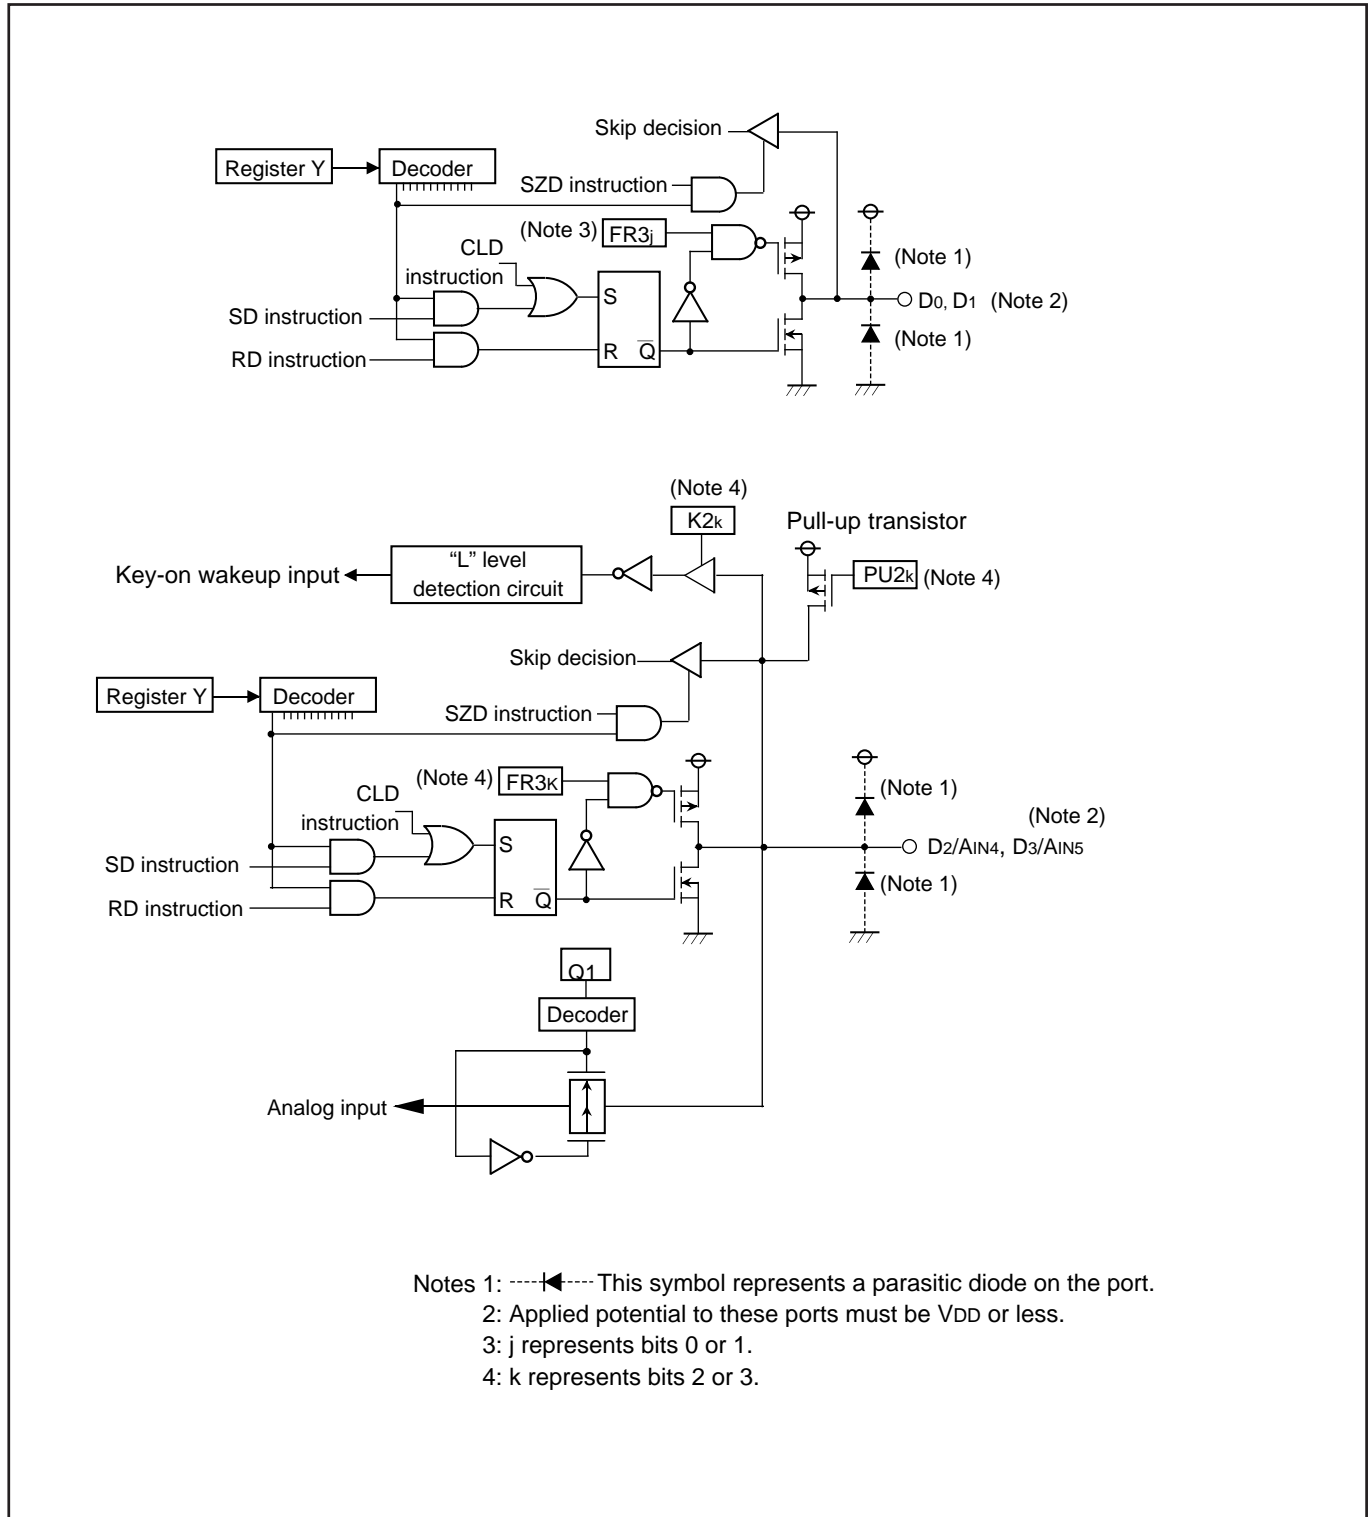 Skip decision
Register Y
Decoder
SZD instruction
(Note 3)
FR3j
CLD
instruction
(Note 1)
S
D0, D1 (Note 2)
SD instruction
(Note 1)
R
Q
RD instruction
(Note 4)
K2k
Pull-up transistor
“L” level
detection circuit
Key-on wakeup input
PU2k
(Note 4)
Skip decision
Register Y
Decoder
SZD instruction
(Note 4)
FR3K
CLD
instruction
(Note 1)
(Note 2)
S
D2/AIN4, D3/AIN5
SD instruction
(Note 1)
R
Q
RD instruction
Q1
Decoder
Analog input
Notes 1: This symbol represents a parasitic diode on the port.
2: Applied potential to these ports must be VDD or less.
3: j represents bits 0 or 1.
4: k represents bits 2 or 3.